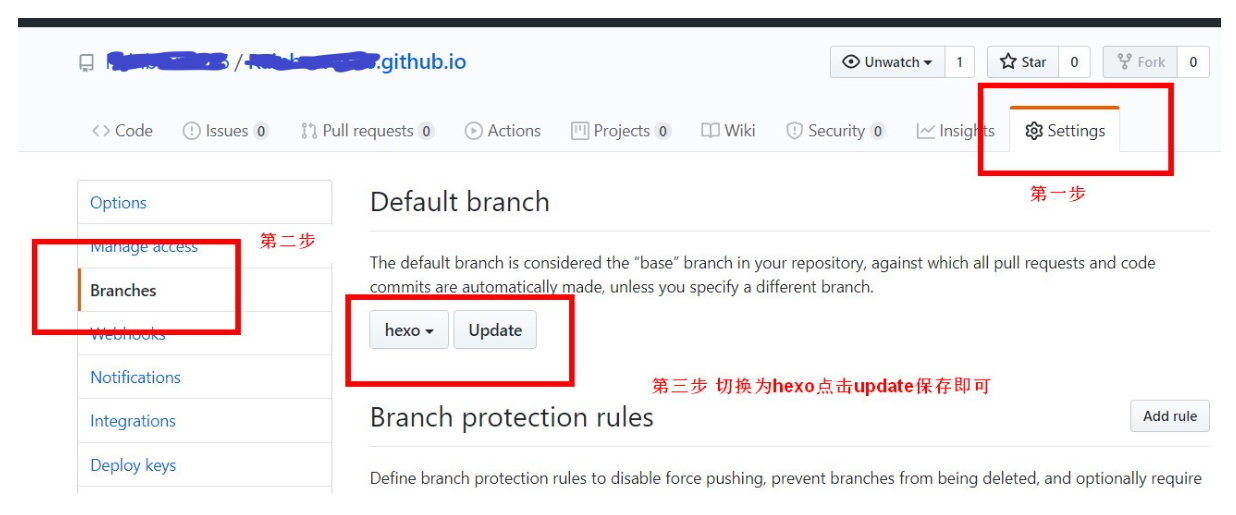 / .github.io
Unwatch 1 Star 0 Fork 0
<> Code Issues 0 Pull requests 0 Actions Projects 0 Wiki Security 0 Insights Settings
第一步
Options
Manage access
第二步
Branches
Webhooks
Notifications
Integrations
Deploy keys
Default branch
The default branch is considered the “base” branch in your repository, against which all pull requests and code
commits are automatically made, unless you specify a different branch.
hexo Update
第三步 切换为hexo点击update保存即可
Branch protection rules
Add rule
Define branch protection rules to disable force pushing, prevent branches from being deleted, and optionally require